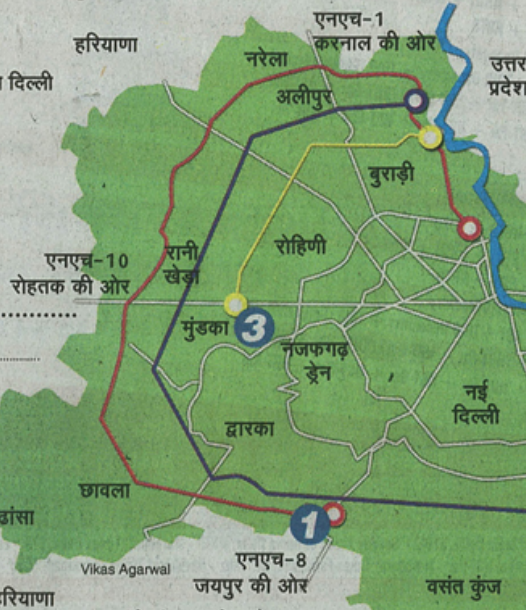 एनएच-1
करनाल की ओर
हरियाणा
नरेला
उत्तर
प्रदेश
दिल्ली
अलीपुर
बुराड़ी
रानी
खेड़ा
रोहिणी
एनएच-10
रोहतक की ओर
मुंडका
3
नजफगढ़
ड्रेन
नई
दिल्ली
द्वारका
छावला
ढांसा
1
Vikas Agarwal
एनएच-8
जयपुर की ओर
वसंत कुंज
हरियाणा